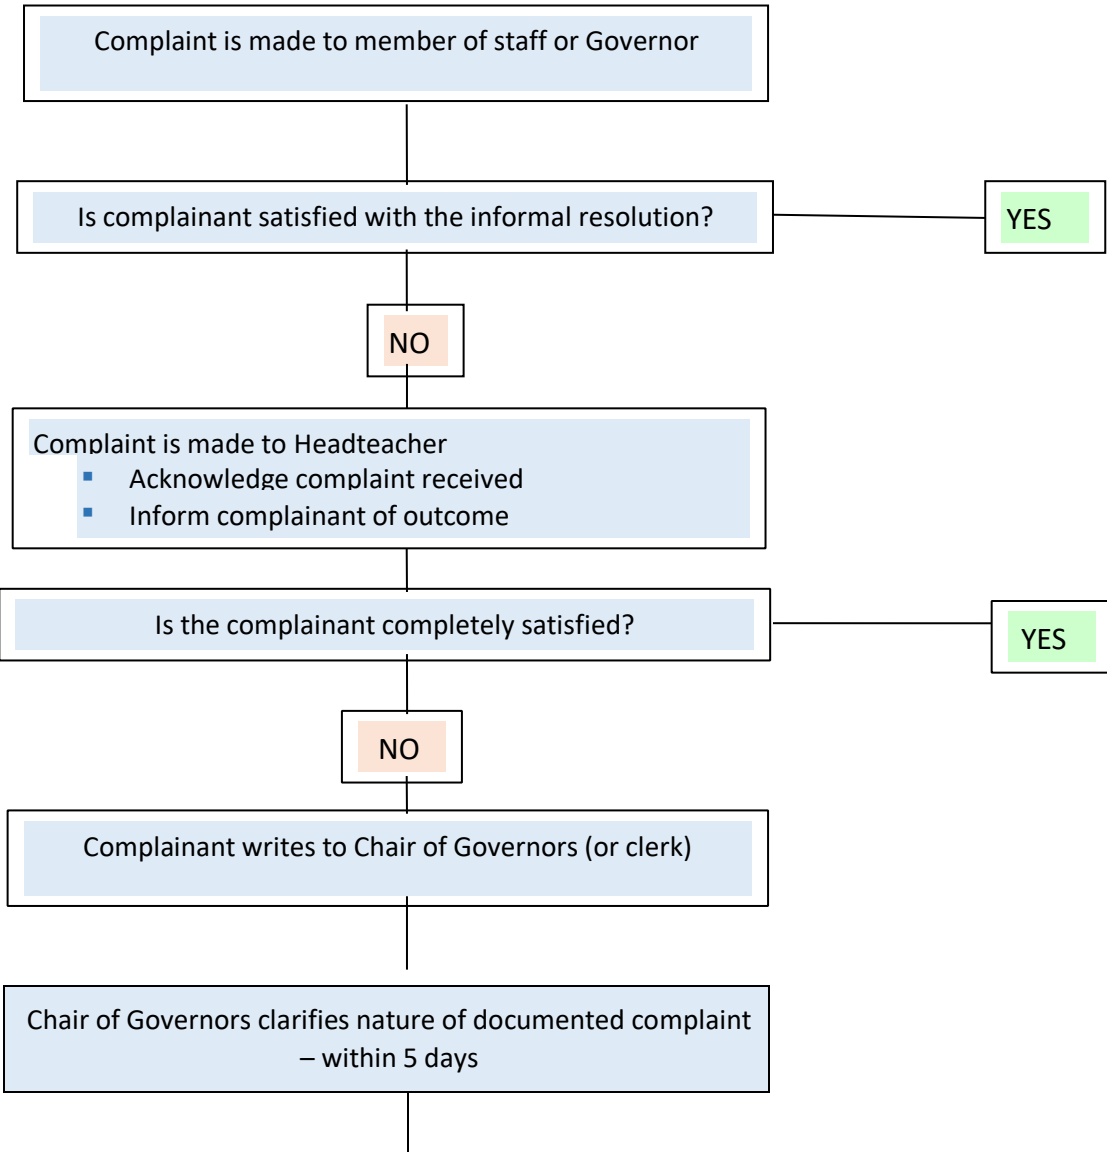 Complaint is made to member of staff or Governor
Is complainant satisfied with the informal resolution?
YES
NO
Complaint is made to Headteacher
▪ Acknowledge complaint received
▪ Inform complainant of outcome
Is the complainant completely satisfied?
YES
NO
Complainant writes to Chair of Governors (or clerk)
Chair of Governors clarifies nature of documented complaint
– within 5 days